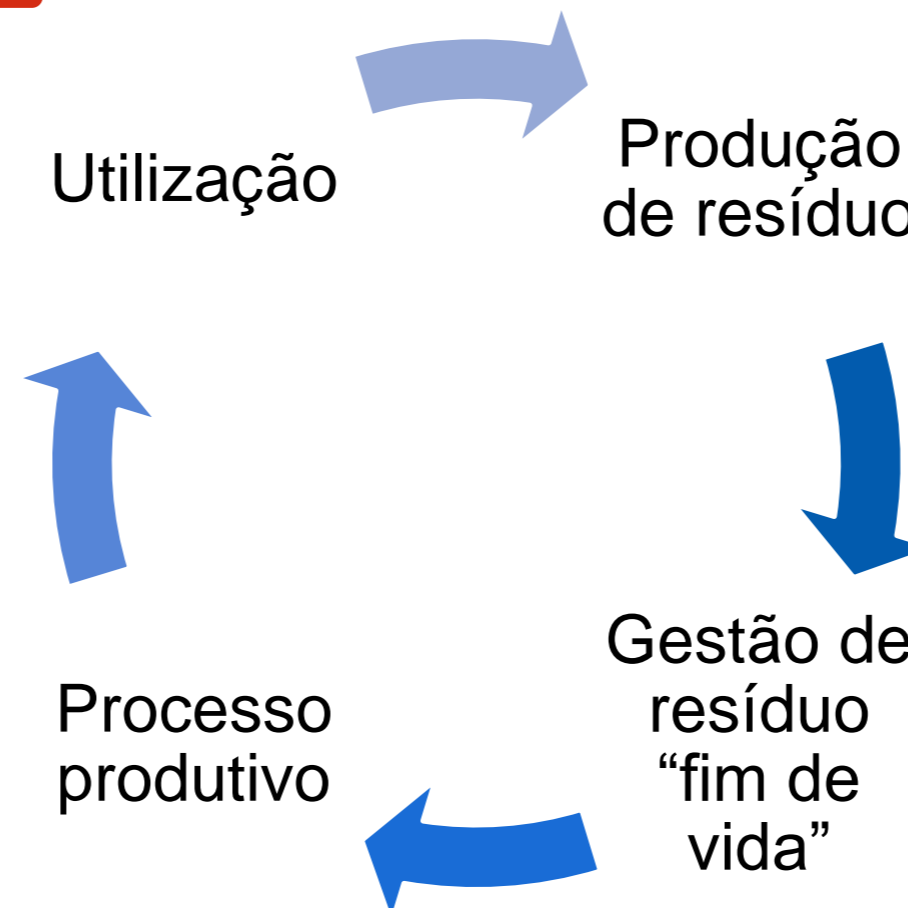 Utilização
Produção
de resíduo
Gestão de
resíduo
“fim de
vida”
Processo
produtivo